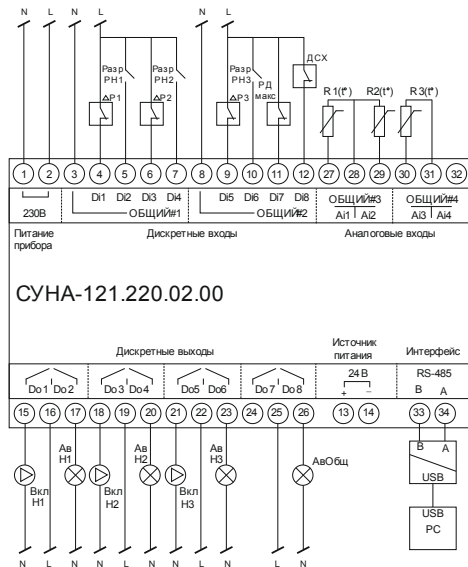 N L N L N L
Разр РН1
Разр РН2
Разр РН3
РД макс
ДСХ
ΔP1 ΔP2 ΔP3
R1(t°) R2(t°) R3(t°)
1 2 3 4 5 6 7 8 9 10 11 12 27 28 29 30 31 32
Di1 Di2 Di3 Di4 Di5 Di6 Di7 Di8
230В ОБЩИЙ#1 ОБЩИЙ#2 ОБЩИЙ#3 ОБЩИЙ#4
Ai1 Ai2 Ai3 Ai4
Питание прибора
Дискретные входы
Аналоговые входы
СУНА-121.220.02.00
Дискретные выходы
Источник питания
Интерфейс
24В
+ −
RS-485
B A
Do1 Do2 Do3 Do4 Do5 Do6 Do7 Do8
15 16 17 18 19 20 21 22 23 24 25 26 13 14 33 34
Вкл Н1
Ав Н1
Вкл Н2
Ав Н2
Вкл Н3
Ав Н3
АвОбщ
B A
USB
USB
PC
N L N N L N N L N L N